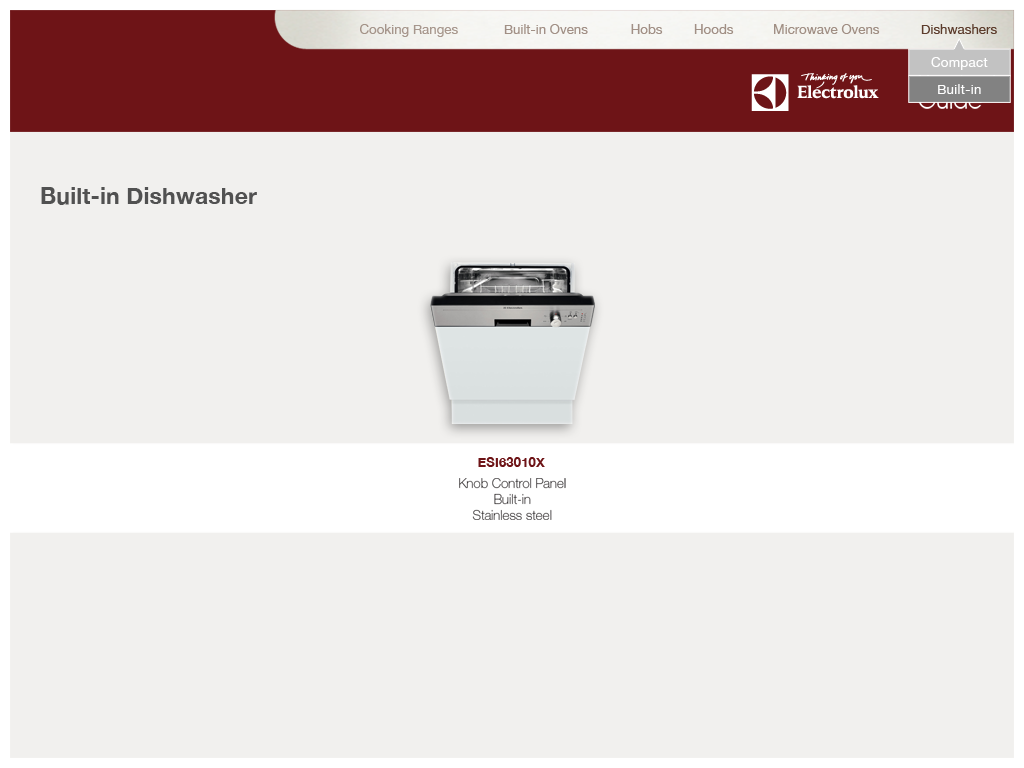 Cooking Ranges
Built-in Ovens
Hobs
Hoods
Microwave Ovens
Dishwashers
Compact
Built-in
Thinking of you
Electrolux
Built-in Dishwasher
ESI63010X
Knob Control Panel
Built-in
Stainless steel